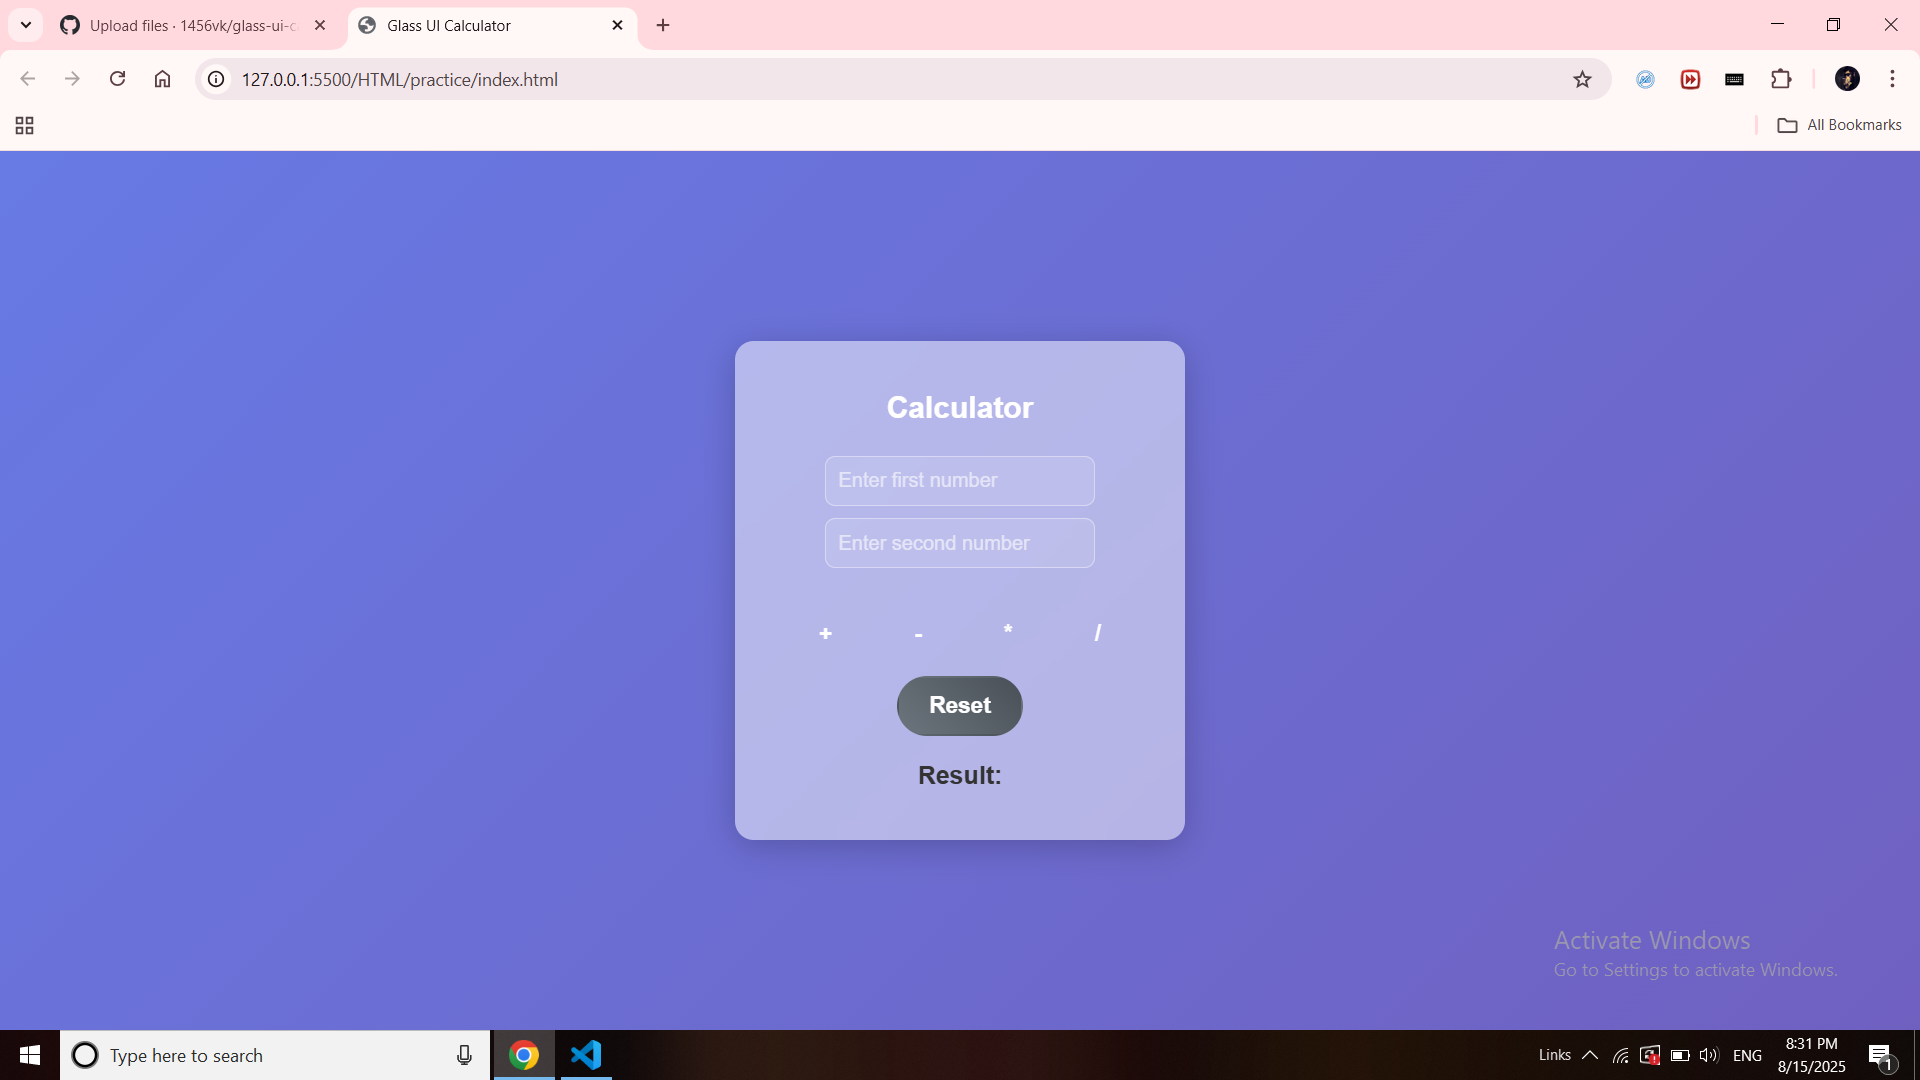 Upload files · 1456vk/glass-ui-c
Glass UI Calculator
127.0.0.1:5500/HTML/practice/index.html
All Bookmarks
Calculator
Enter first number
Enter second number
+ - * /
Reset
Result:
Activate Windows
Go to Settings to activate Windows.
Type here to search
Links
ENG
8:31 PM
8/15/2025
1